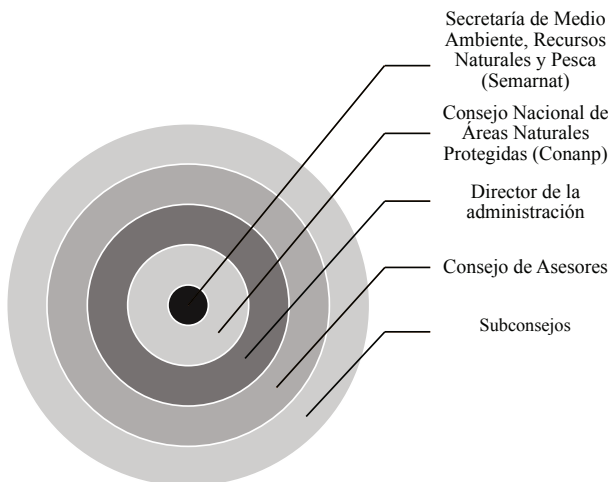 Secretaría de Medio
Ambiente, Recursos
Naturales y Pesca
(Semarnat)
Consejo Nacional de
Áreas Naturales
Protegidas (Conanp)
Director de la
administración
Consejo de Asesores
Subconsejos